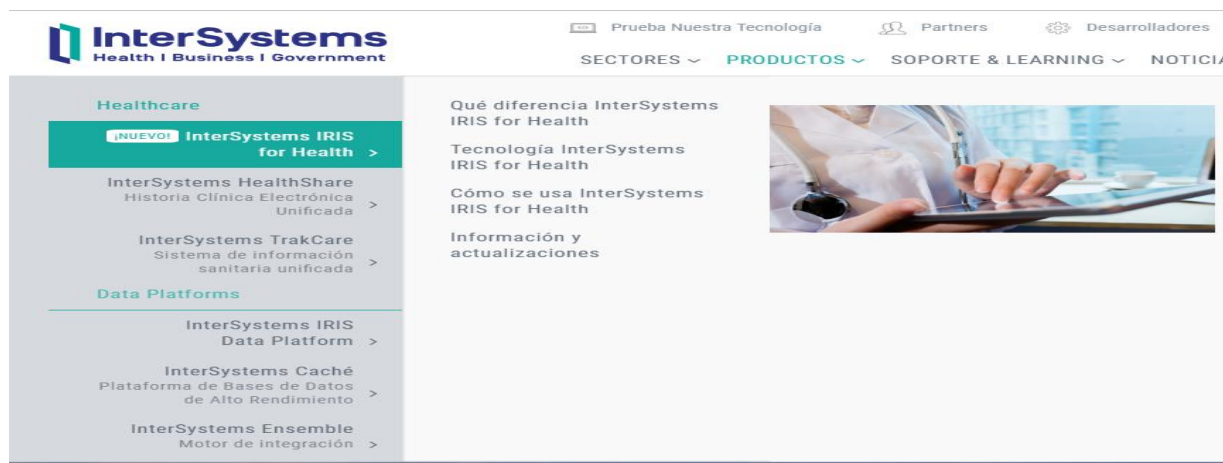 InterSystems
Health | Business | Government
Prueba Nuestra Tecnología
Partners
Desarrolladores
SECTORES
PRODUCTOS
SOPORTE & LEARNING
Healthcare
¡NUEVO! InterSystems IRIS
for Health >
InterSystems HealthShare
Historia Clínica Electrónica
Unificada >
InterSystems TrakCare
Sistema de información
sanitaria unificada >
Data Platforms
InterSystems IRIS
Data Platform >
InterSystems Caché
Plataforma de Bases de Datos
de Alto Rendimiento >
InterSystems Ensemble
Motor de integración >
Qué diferencia InterSystems
IRIS for Health
Tecnología InterSystems
IRIS for Health
Cómo se usa InterSystems
IRIS for Health
Información y
actualizaciones